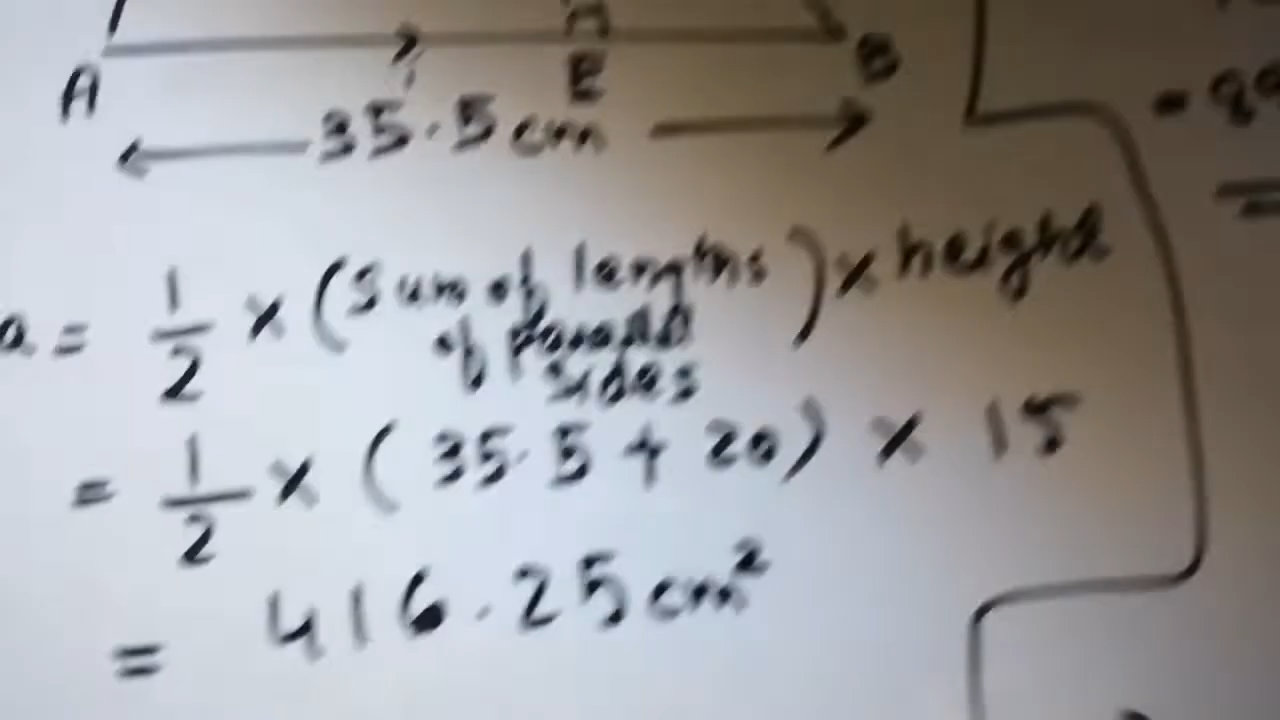 A E B
35.5 cm
a = 1/2 × (Sum of lengths of parallel sides) × height
= 1/2 × (35.5 + 20) × 15
= 416.25 cm²